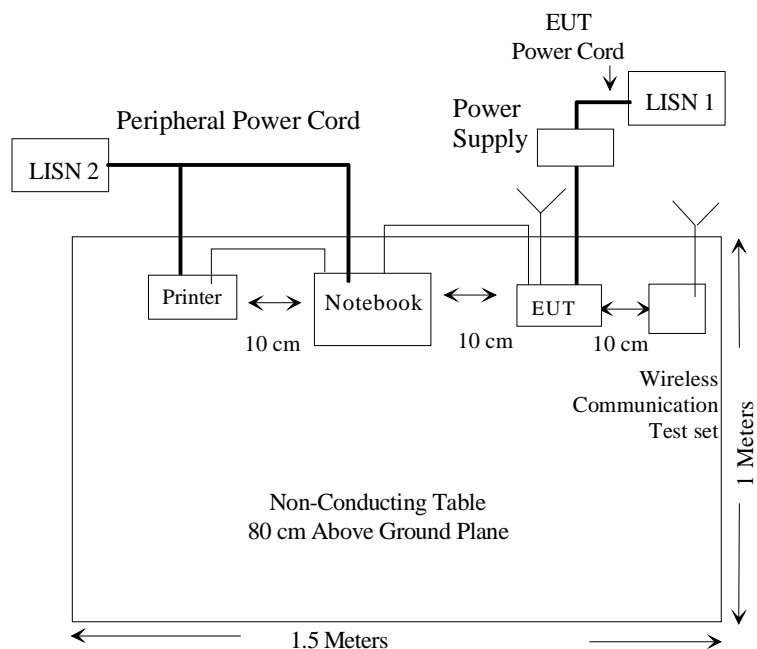 EUT
Power Cord
LISN 1
Power
Supply
Peripheral Power Cord
LISN 2
Printer
Notebook
EUT
10 cm
10 cm
10 cm
Wireless
Communication
Test set
1 Meters
Non-Conducting Table
80 cm Above Ground Plane
1.5 Meters